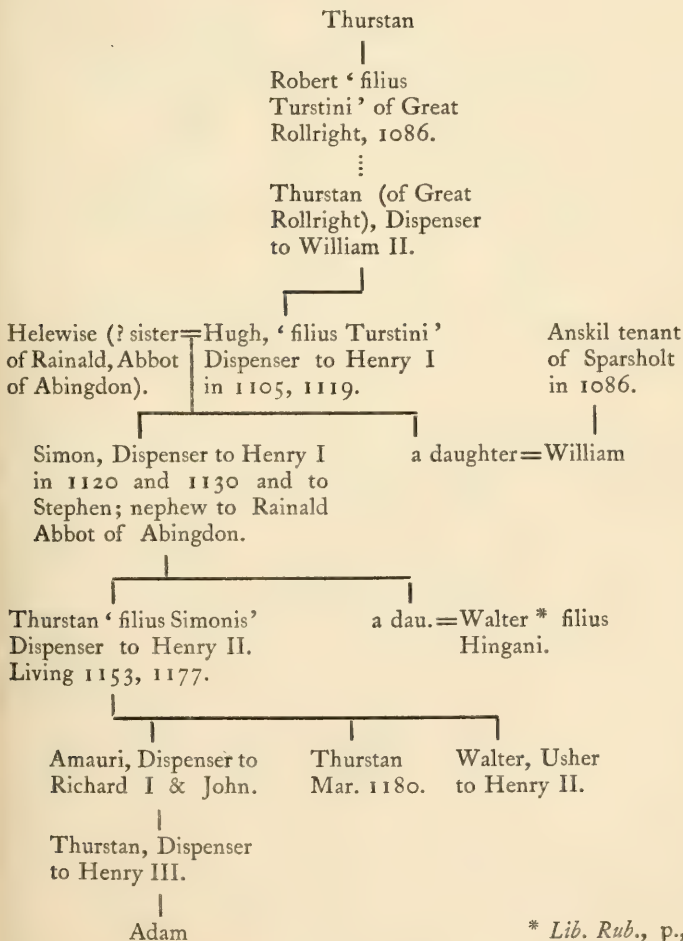 Thurstan
Robert ‘ filius
Turstini ’ of Great
Rollright, 1086.
Thurstan (of Great
Rollright), Dispenser
to William II.
Helewise (? sister=
of Rainald, Abbot
of Abingdon).
Hugh, ‘ filius Turstini ’
Dispenser to Henry I
in 1105, 1119.
Anskil tenant
of Sparsholt
in 1086.
Simon, Dispenser to Henry I
in 1120 and 1130 and to
Stephen; nephew to Rainald
Abbot of Abingdon.
a daughter=William
Thurstan ‘ filius Simonis ’
Dispenser to Henry II.
Living 1153, 1177.
a dau.=Walter * filius
Hingani.
Amauri, Dispenser to
Richard I & John.
Thurstan
Mar. 1180.
Walter, Usher
to Henry II.
Thurstan, Dispenser
to Henry III.
Adam
* Lib. Rub., p.,